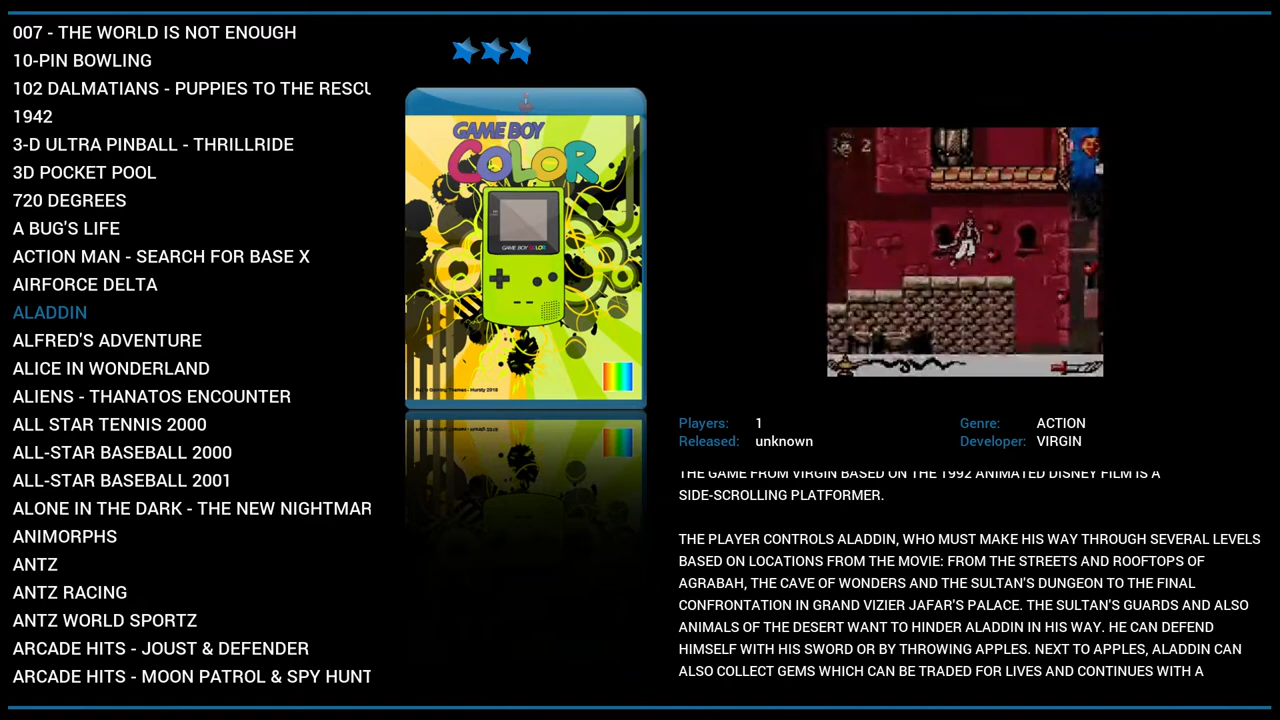 007 - THE WORLD IS NOT ENOUGH
10-PIN BOWLING
102 DALMATIANS - PUPPIES TO THE RESCU
1942
3-D ULTRA PINBALL - THRILLRIDE
3D POCKET POOL
720 DEGREES
A BUG'S LIFE
ACTION MAN - SEARCH FOR BASE X
AIRFORCE DELTA
ALADDIN
ALFRED'S ADVENTURE
ALICE IN WONDERLAND
ALIENS - THANATOS ENCOUNTER
ALL STAR TENNIS 2000
ALL-STAR BASEBALL 2000
ALL-STAR BASEBALL 2001
ALONE IN THE DARK - THE NEW NIGHTMAR
ANIMORPHS
ANTZ
ANTZ RACING
ANTZ WORLD SPORTZ
ARCADE HITS - JOUST & DEFENDER
ARCADE HITS - MOON PATROL & SPY HUNT
GAME BOY
COLOR
GAME BOY COLOR
Gaming Themes - Hursty 2018
2
Players: 1
Genre: ACTION
Released: unknown
Developer: VIRGIN
THE GAME FROM VIRGIN BASED ON THE 1992 ANIMATED DISNEY FILM IS A
SIDE-SCROLLING PLATFORMER.
THE PLAYER CONTROLS ALADDIN, WHO MUST MAKE HIS WAY THROUGH SEVERAL LEVELS
BASED ON LOCATIONS FROM THE MOVIE: FROM THE STREETS AND ROOFTOPS OF
AGRABAH, THE CAVE OF WONDERS AND THE SULTAN'S DUNGEON TO THE FINAL
CONFRONTATION IN GRAND VIZIER JAFAR'S PALACE. THE SULTAN'S GUARDS AND ALSO
ANIMALS OF THE DESERT WANT TO HINDER ALADDIN IN HIS WAY. HE CAN DEFEND
HIMSELF WITH HIS SWORD OR BY THROWING APPLES. NEXT TO APPLES, ALADDIN CAN
ALSO COLLECT GEMS WHICH CAN BE TRADED FOR LIVES AND CONTINUES WITH A